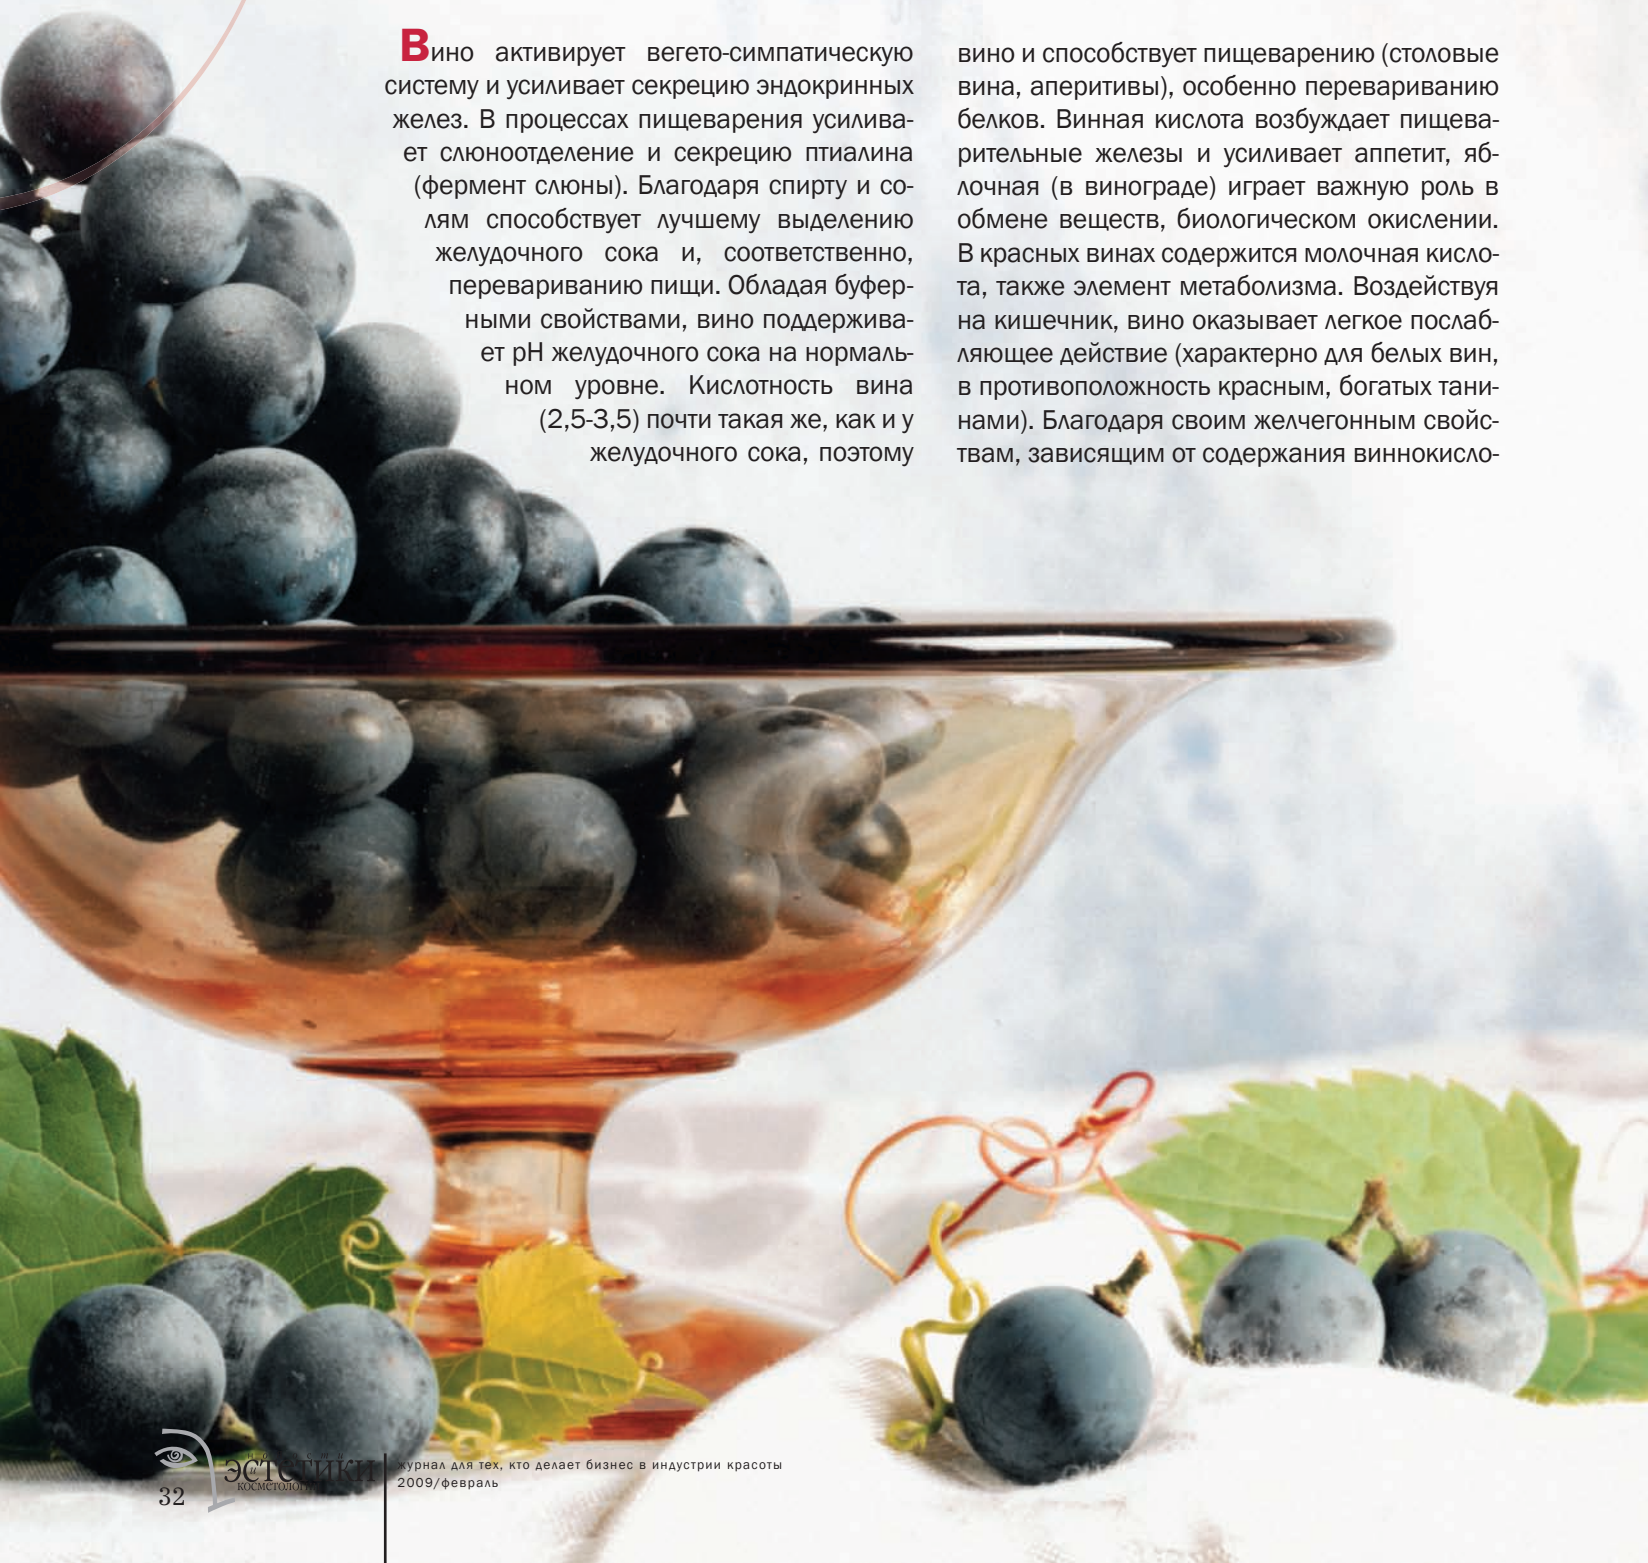 Вино активирует вегето-симпатическую
систему и усиливает секрецию эндокринных
желез. В процессах пищеварения усилива-
ет слюноотделение и секрецию птиалина
(фермент слюны). Благодаря спирту и со-
лям способствует лучшему выделению
желудочного сока и, соответственно,
перевариванию пищи. Обладая буфер-
ными свойствами, вино поддержива-
ет pH желудочного сока на нормаль-
ном уровне. Кислотность вина
(2,5-3,5) почти такая же, как и у
желудочного сока, поэтому
вино и способствует пищеварению (столовые
вина, аперитивы), особенно перевариванию
белков. Винная кислота возбуждает пищева-
рительные железы и усиливает аппетит, яб-
лочная (в винограде) играет важную роль в
обмене веществ, биологическом окислении.
В красных винах содержится молочная кисло-
та, также элемент метаболизма. Воздействуя
на кишечник, вино оказывает легкое послаб-
ляющее действие (характерно для белых вин,
в противоположность красным, богатых тани-
нами). Благодаря своим желчегонным свойс-
твам, зависящим от содержания виннокисло-
32
ЭСТЕТИКИ
журнал для тех, кто делает бизнес в индустрии красоты
2009/февраль